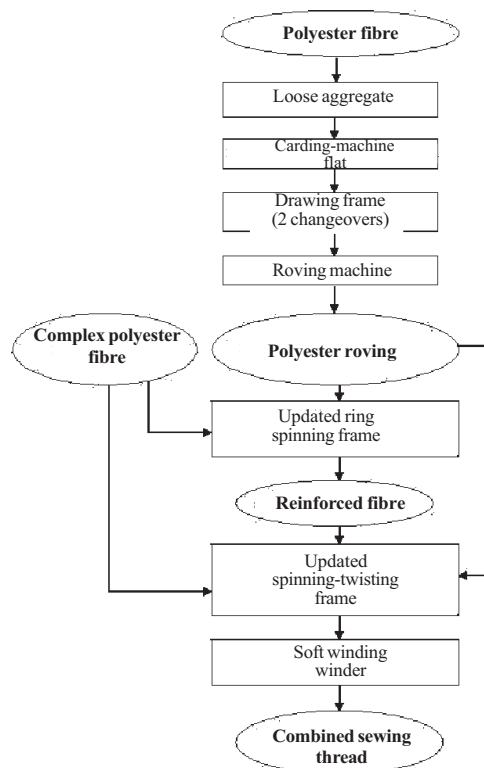 Polyester fibre
Loose aggregate
Carding-machine
flat
Drawing frame
(2 changeovers)
Roving machine
Complex polyester
fibre
Polyester roving
Updated ring
spinning frame
Reinforced fibre
Updated
spinning-twisting
frame
Soft winding
winder
Combined sewing
thread